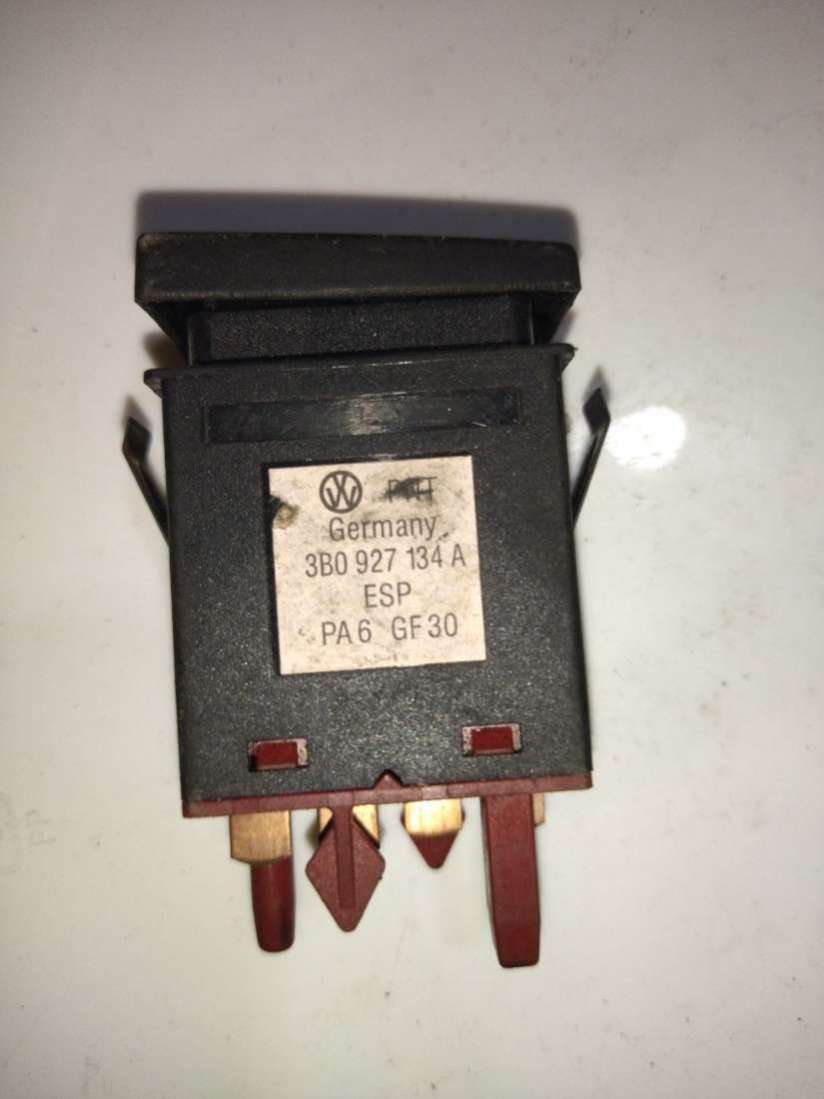 Germany
3B0 927 134 A
ESP
PA6 GF30